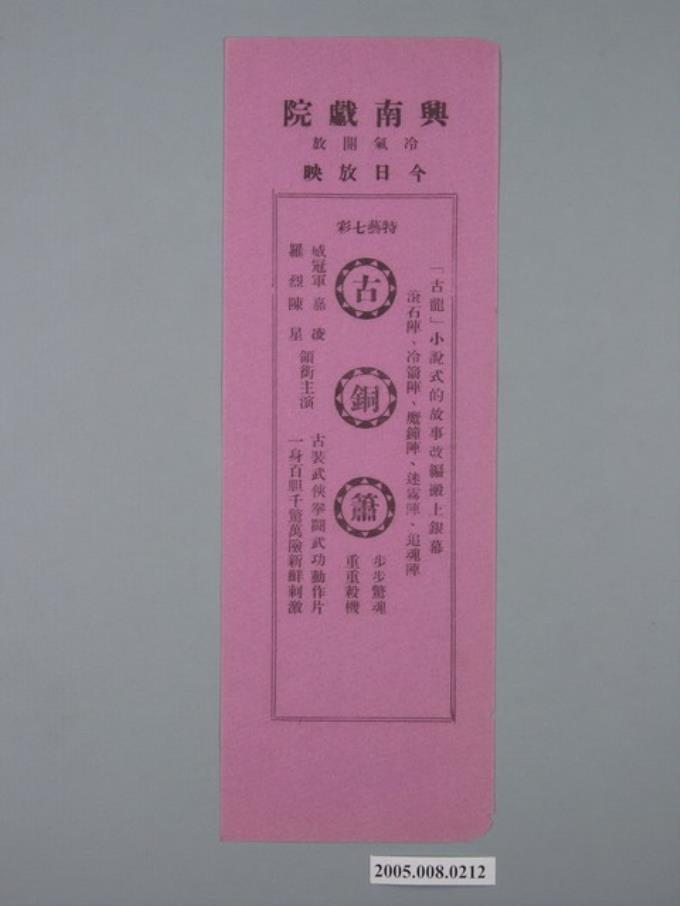 興南戲院
冷氣開放
今日放映
特藝七彩
「古龍」小說式的故事改編搬上銀幕
滾石陣、冷箭陣、魔鐘陣、迷霧陣、追魂陣
古銅簫
步步驚魂
重重殺機
威冠軍 嘉凌
羅烈 陳星
領銜主演
古裝武俠拳鬪武功動作片
一身百胆千驚萬險新鮮刺激
2005.008.0212